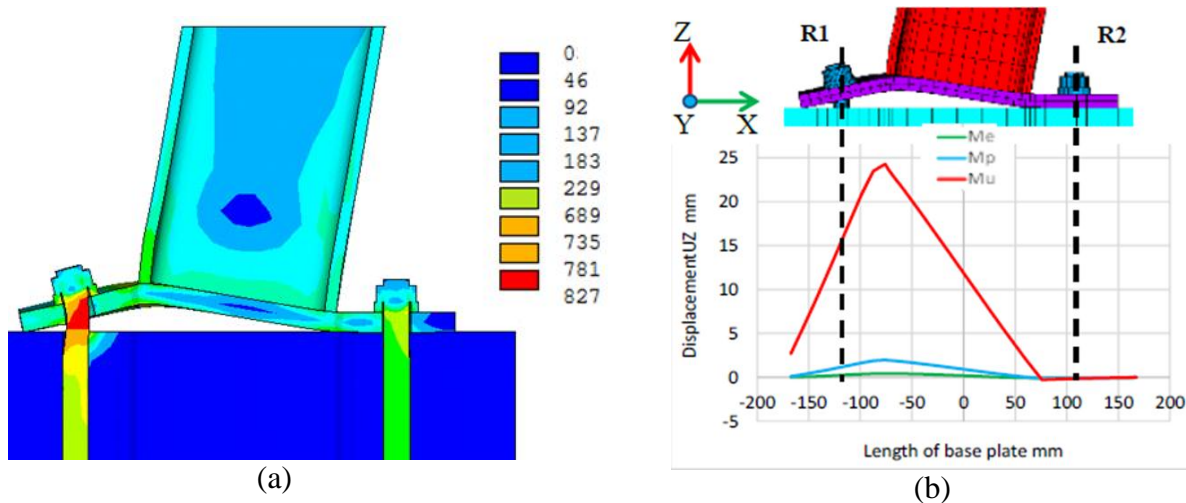 0.
46
92
137
183
229
689
735
781
827
(a)
R1
R2
Z
Y
X
Me
Mp
Mu
25
20
15
10
5
0
-5
-200
-150
-100
-50
0
50
100
150
200
DisplacementUZ mm
Length of base plate mm
(b)